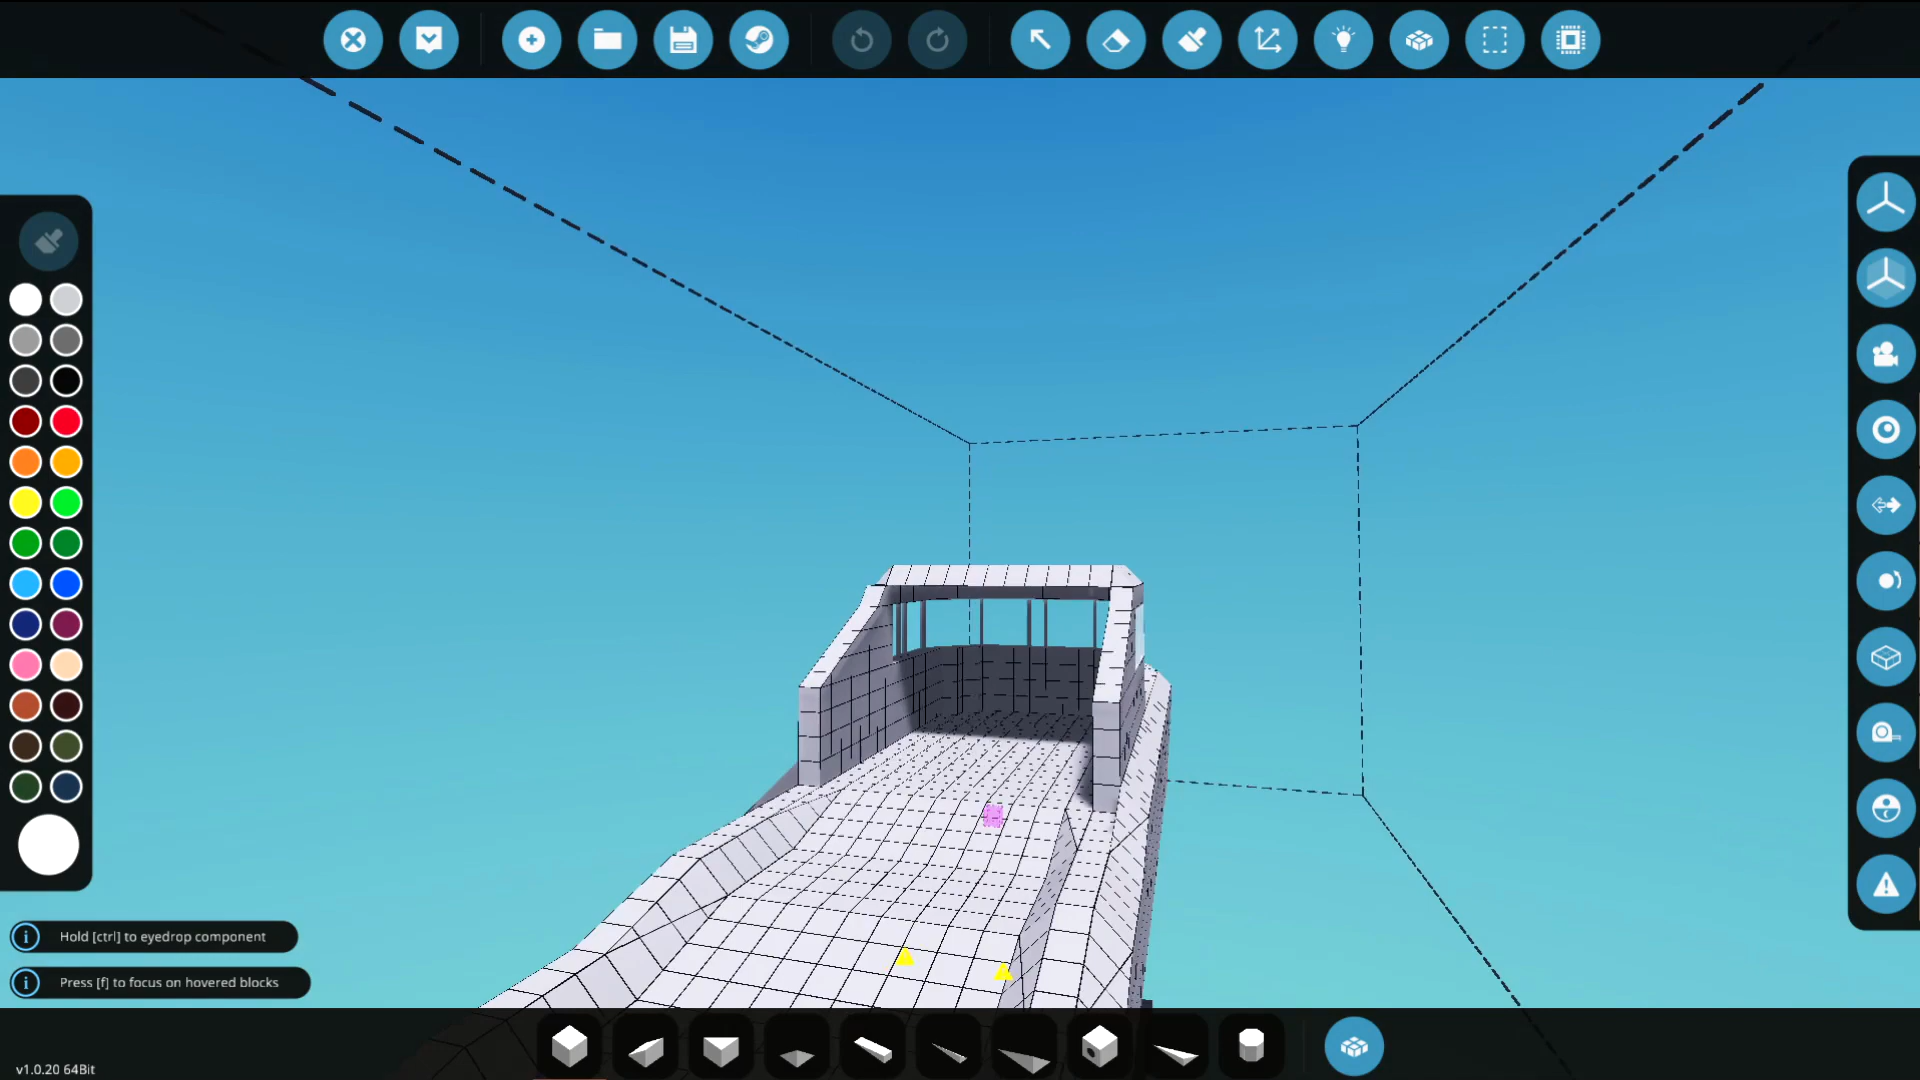 Hold [ctrl] to eyedrop component
Press [f] to focus on hovered blocks
v1.0.20 64Bit